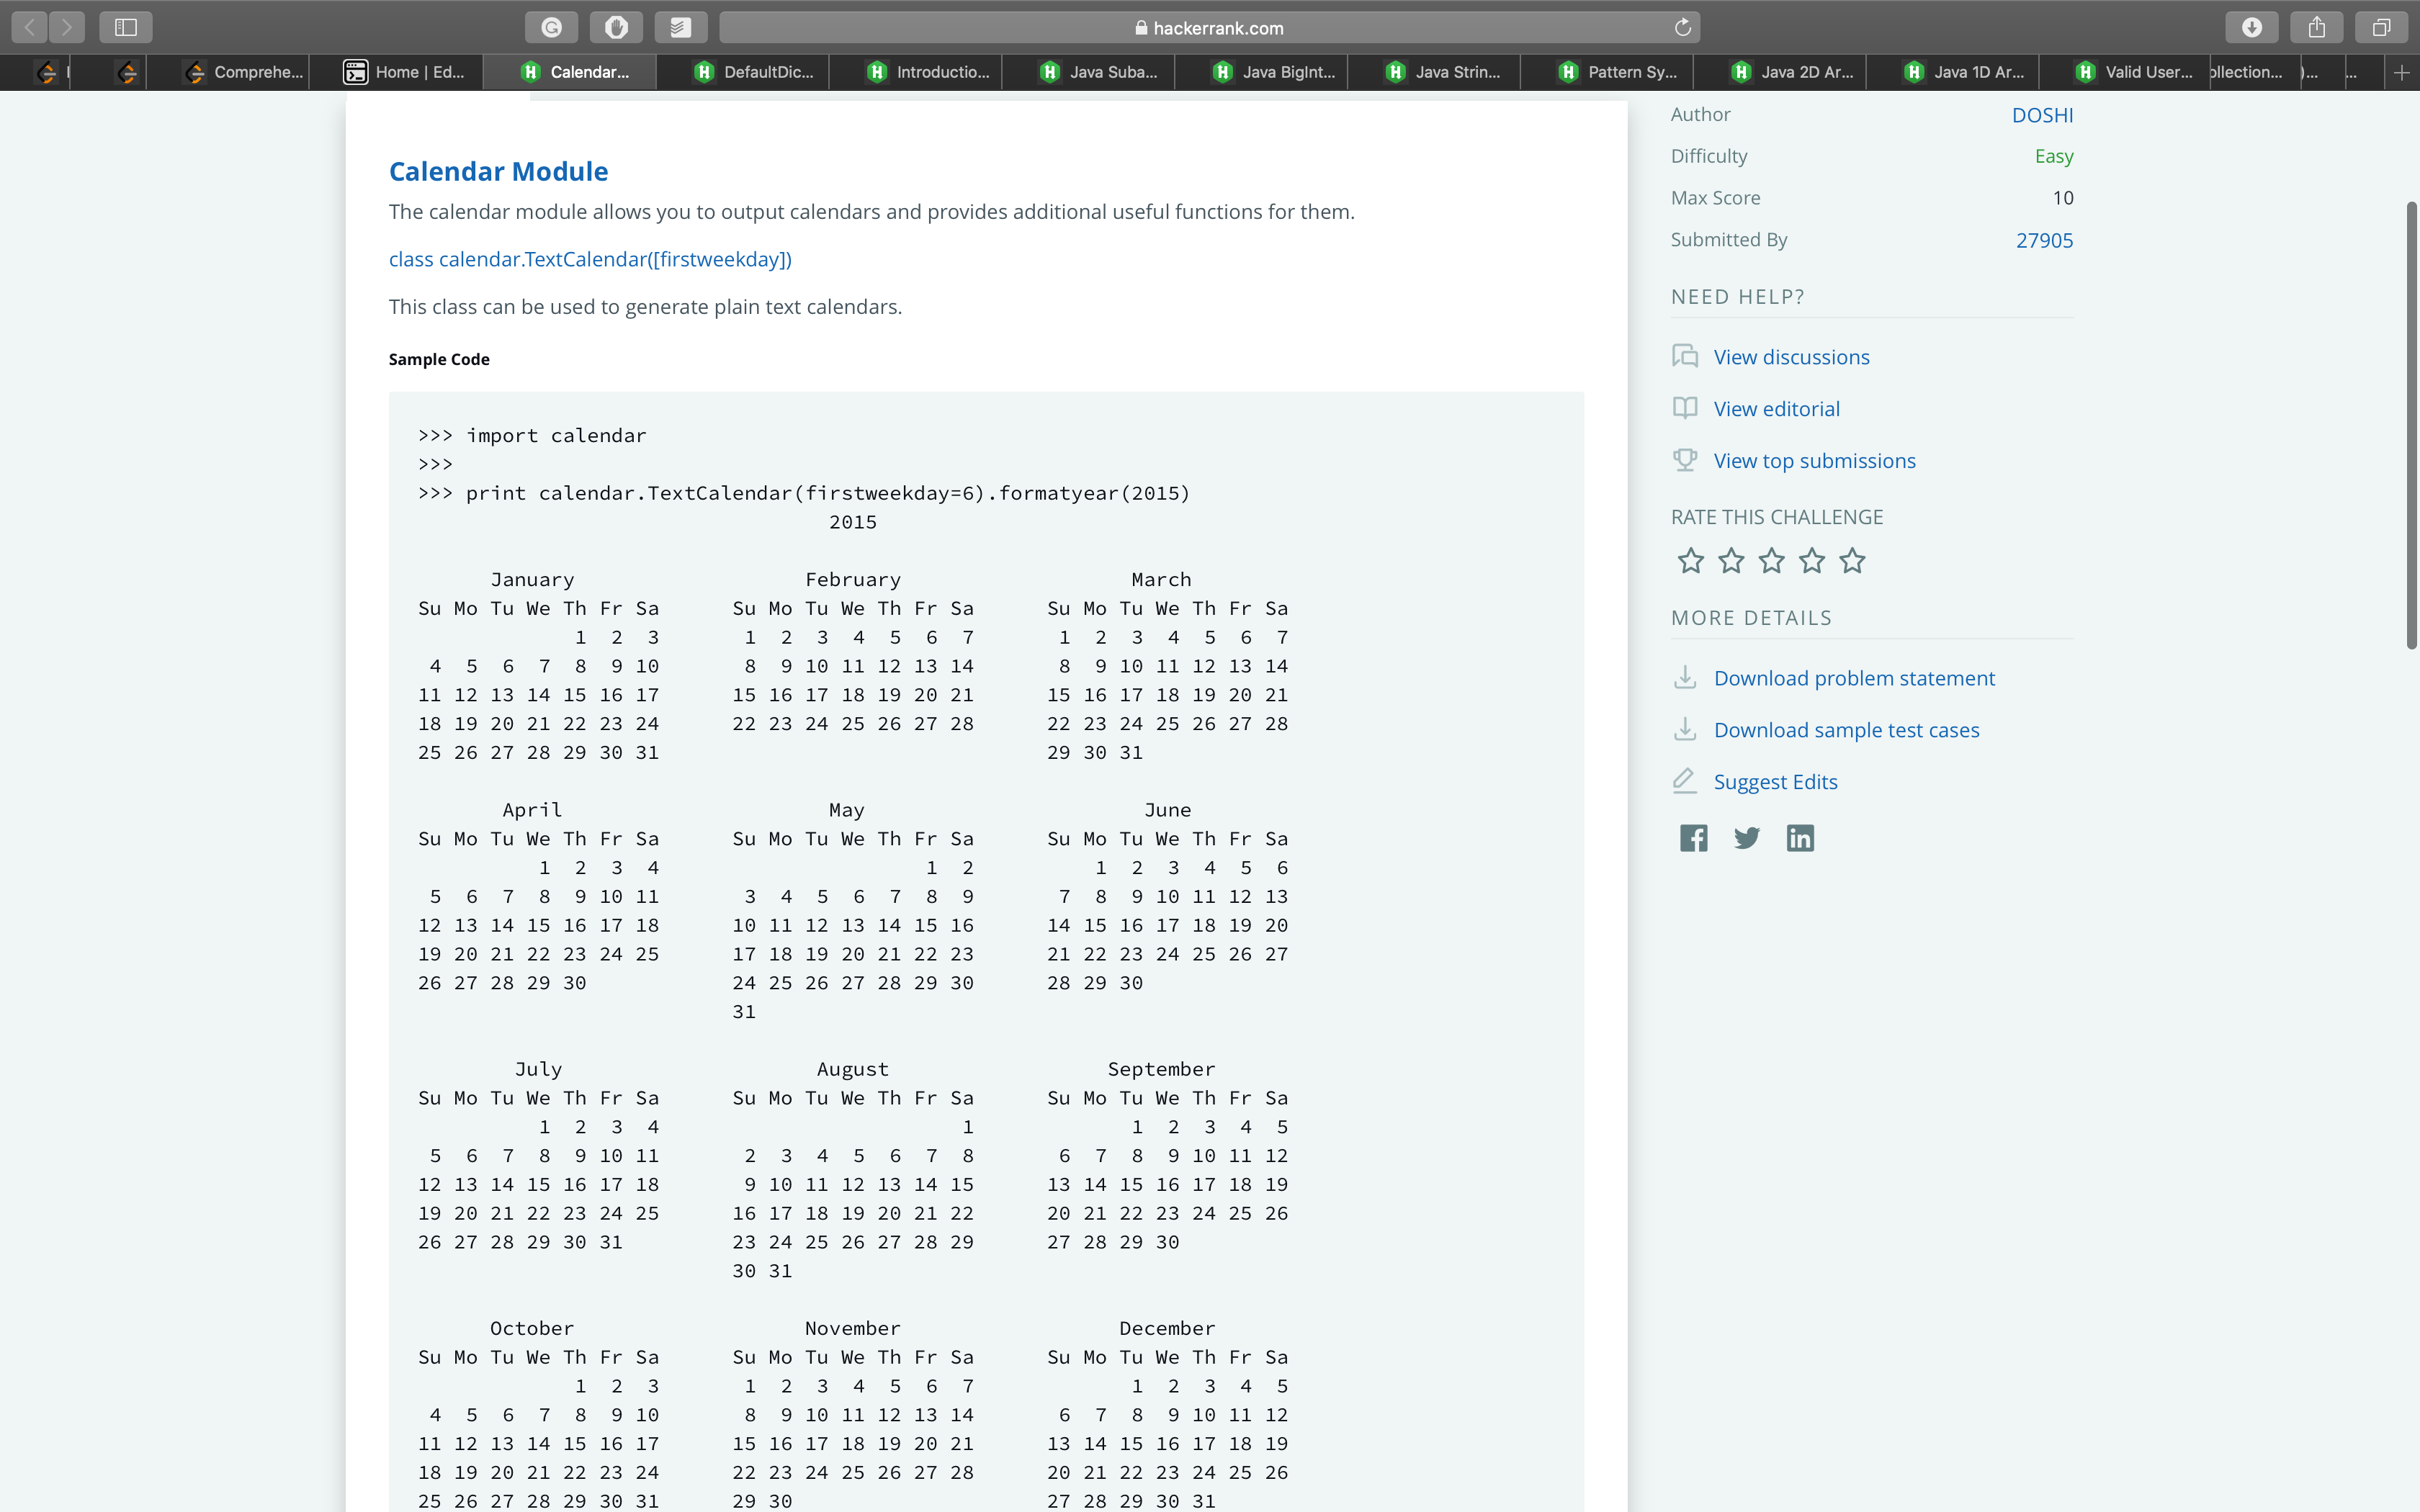 hackerrank.com
Comprehe...
Home | Ed...
Calendar...
DefaultDic...
Introductio...
Java Suba...
Java BigInt...
Java Strin...
Pattern Sy...
Java 2D Ar...
Java 1D Ar...
Valid User...
ollection...
)...
...
Calendar Module
The calendar module allows you to output calendars and provides additional useful functions for them.
class calendar.TextCalendar([firstweekday])
This class can be used to generate plain text calendars.
Sample Code
>>> import calendar
>>>
>>> print calendar.TextCalendar(firstweekday=6).formatyear(2015)
2015
January February March
Su Mo Tu We Th Fr Sa Su Mo Tu We Th Fr Sa Su Mo Tu We Th Fr Sa
1 2 3 1 2 3 4 5 6 7 1 2 3 4 5 6 7
4 5 6 7 8 9 10 8 9 10 11 12 13 14 8 9 10 11 12 13 14
11 12 13 14 15 16 17 15 16 17 18 19 20 21 15 16 17 18 19 20 21
18 19 20 21 22 23 24 22 23 24 25 26 27 28 22 23 24 25 26 27 28
25 26 27 28 29 30 31 29 30 31
April May June
Su Mo Tu We Th Fr Sa Su Mo Tu We Th Fr Sa Su Mo Tu We Th Fr Sa
1 2 3 4 1 2 1 2 3 4 5 6
5 6 7 8 9 10 11 3 4 5 6 7 8 9 7 8 9 10 11 12 13
12 13 14 15 16 17 18 10 11 12 13 14 15 16 14 15 16 17 18 19 20
19 20 21 22 23 24 25 17 18 19 20 21 22 23 21 22 23 24 25 26 27
26 27 28 29 30 24 25 26 27 28 29 30 28 29 30
31
July August September
Su Mo Tu We Th Fr Sa Su Mo Tu We Th Fr Sa Su Mo Tu We Th Fr Sa
1 2 3 4 1 1 2 3 4 5
5 6 7 8 9 10 11 2 3 4 5 6 7 8 6 7 8 9 10 11 12
12 13 14 15 16 17 18 9 10 11 12 13 14 15 13 14 15 16 17 18 19
19 20 21 22 23 24 25 16 17 18 19 20 21 22 20 21 22 23 24 25 26
26 27 28 29 30 31 23 24 25 26 27 28 29 27 28 29 30
30 31
October November December
Su Mo Tu We Th Fr Sa Su Mo Tu We Th Fr Sa Su Mo Tu We Th Fr Sa
1 2 3 1 2 3 4 5 6 7 1 2 3 4 5
4 5 6 7 8 9 10 8 9 10 11 12 13 14 6 7 8 9 10 11 12
11 12 13 14 15 16 17 15 16 17 18 19 20 21 13 14 15 16 17 18 19
18 19 20 21 22 23 24 22 23 24 25 26 27 28 20 21 22 23 24 25 26
25 26 27 28 29 30 31 29 30 27 28 29 30 31
Author DOSHI
Difficulty Easy
Max Score 10
Submitted By 27905
NEED HELP?
View discussions
View editorial
View top submissions
RATE THIS CHALLENGE
MORE DETAILS
Download problem statement
Download sample test cases
Suggest Edits